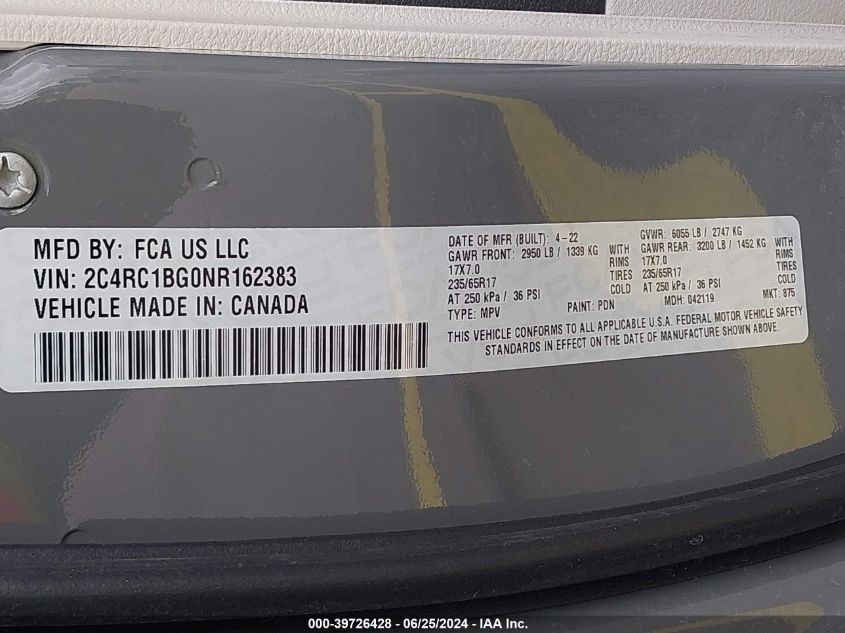 MFD BY: FCA US LLC
VIN: 2C4RC1BG0NR162383
VEHICLE MADE IN: CANADA
DATE OF MFR (BUILT): 4-22
GVWR: 6055 LB / 2747 KG
GAWR FRONT: 2950 LB / 1339 KG WITH
GAWR REAR: 3200 LB / 1452 KG WITH
17X7.0 RIMS
17X7.0 RIMS
235/65R17 TIRES
235/65R17 TIRES
AT 250 kPa / 36 PSI COLD
AT 250 kPa / 36 PSI COLD
TYPE: MPV PAINT: PDN MDH: 042119 MKT: 875
THIS VEHICLE CONFORMS TO ALL APPLICABLE U.S.A. FEDERAL MOTOR VEHICLE SAFETY
STANDARDS IN EFFECT ON THE DATE OF MANUFACTURE SHOWN ABOVE.
000-39726428 - 06/25/2024 - IAA Inc.